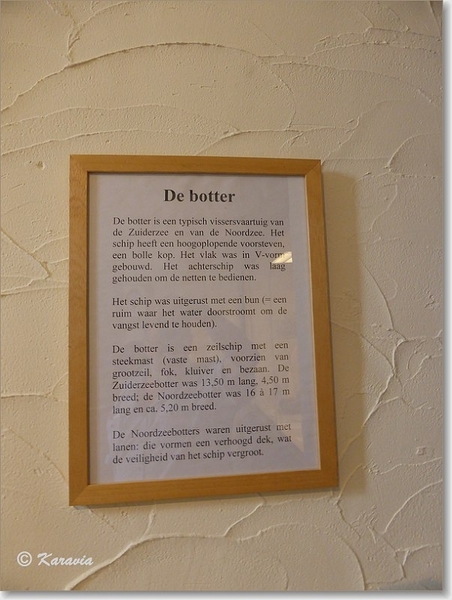 De botter
De botter is een typisch vissersvaartuig van
de Zuiderzee en van de Noordzee. Het
schip heeft een hoogoplopende voorsteven,
een bolle kop. Het vlak was in V-vorm
gebouwd. Het achterschip was laag
gehouden om de netten te bedienen.
Het schip was uitgerust met een bun (= een
ruim waar het water doorstroomt om de
vangst levend te houden).
De botter is een zeilschip met een
steekmast (vaste mast), voorzien van
grootzeil, fok, kluiver en bezaan. De
Zuiderzeebotter was 13,50 m lang, 4,50 m
breed; de Noordzeebotter was 16 à 17 m
lang en ca. 5,20 m breed.
De Noordzeebotters waren uitgerust met
lanen: die vormen een verhoogd dek, wat
de veiligheid van het schip vergroot.
© Karavia